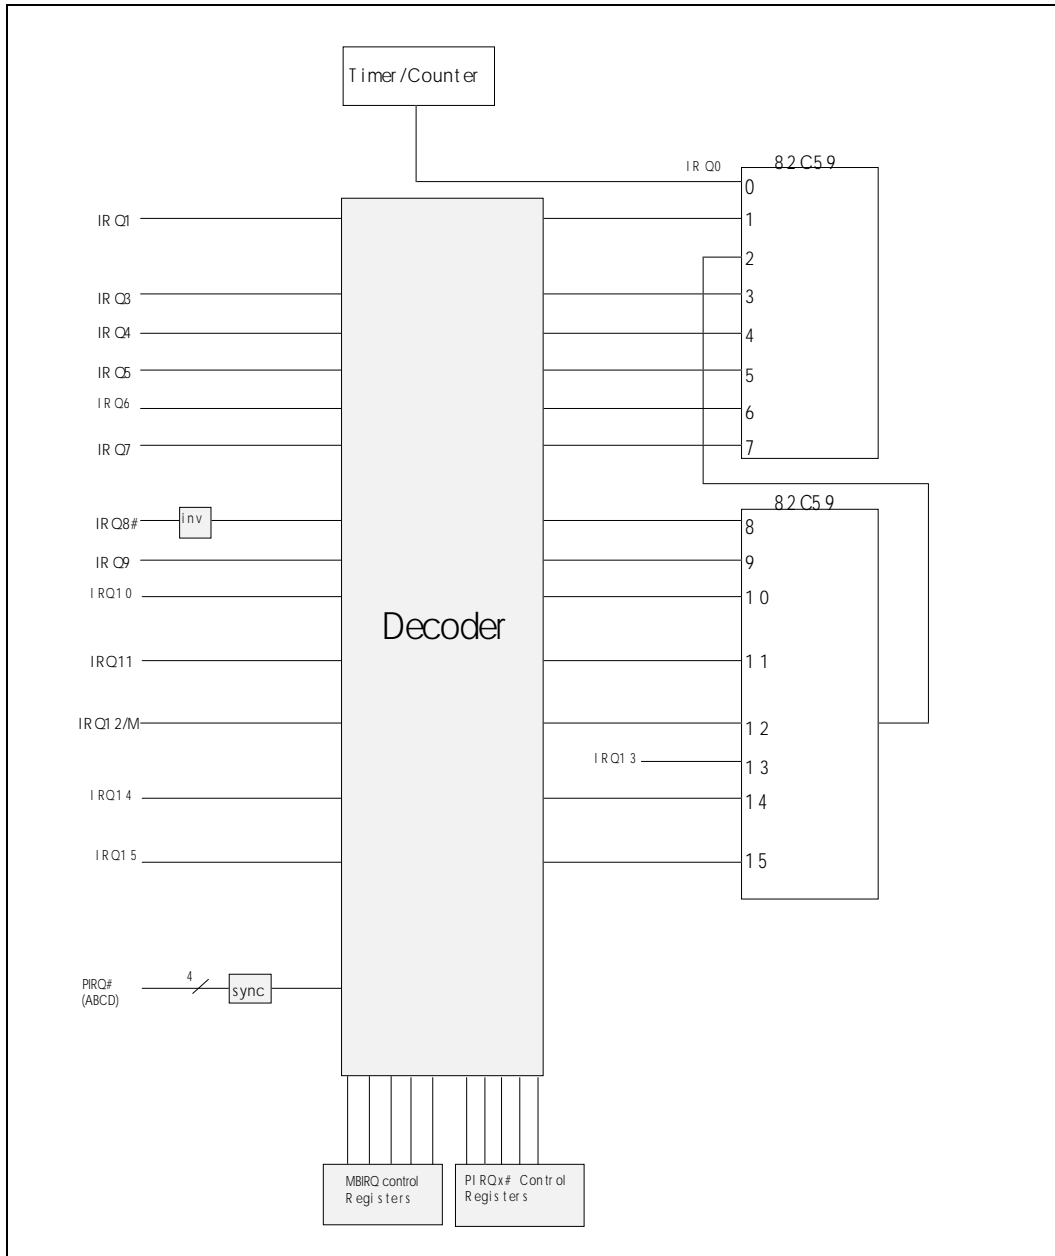 Timer/Counter
IRQ0
82C59
0
IRQ1
1
2
IRQ3
3
IRQ4
4
IRQ5
5
IRQ6
6
IRQ7
7
82C59
IRQ8#
inv
8
IRQ9
9
IRQ10
10
Decoder
IRQ11
11
IRQ12/M
12
IRQ13
13
IRQ14
14
IRQ15
15
4
PIRQ#
(ABCD)
sync
MBIRQ control
Registers
PIRQx# Control
Registers